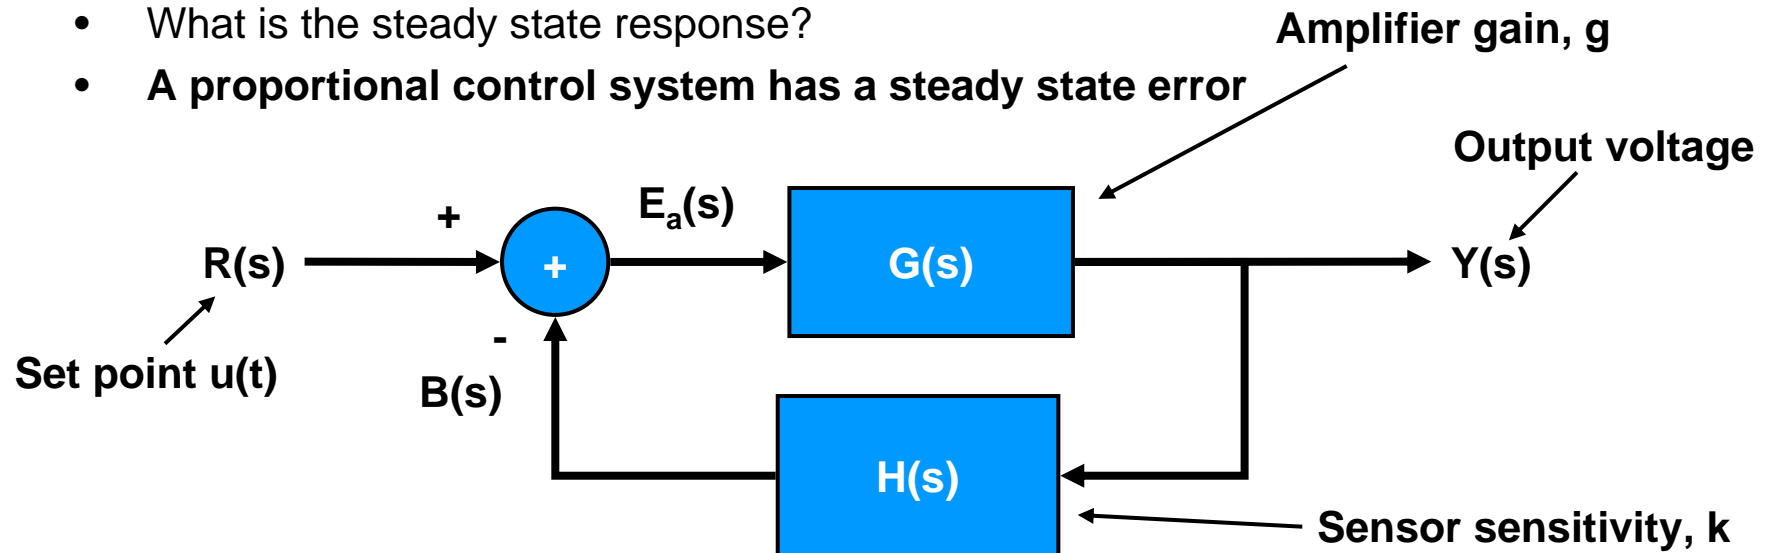 • What is the steady state response?
• A proportional control system has a steady state error
Amplifier gain, g
Output voltage
+
Eₐ(s)
R(s)
+
G(s)
Y(s)
-
Set point u(t)
B(s)
H(s)
Sensor sensitivity, k